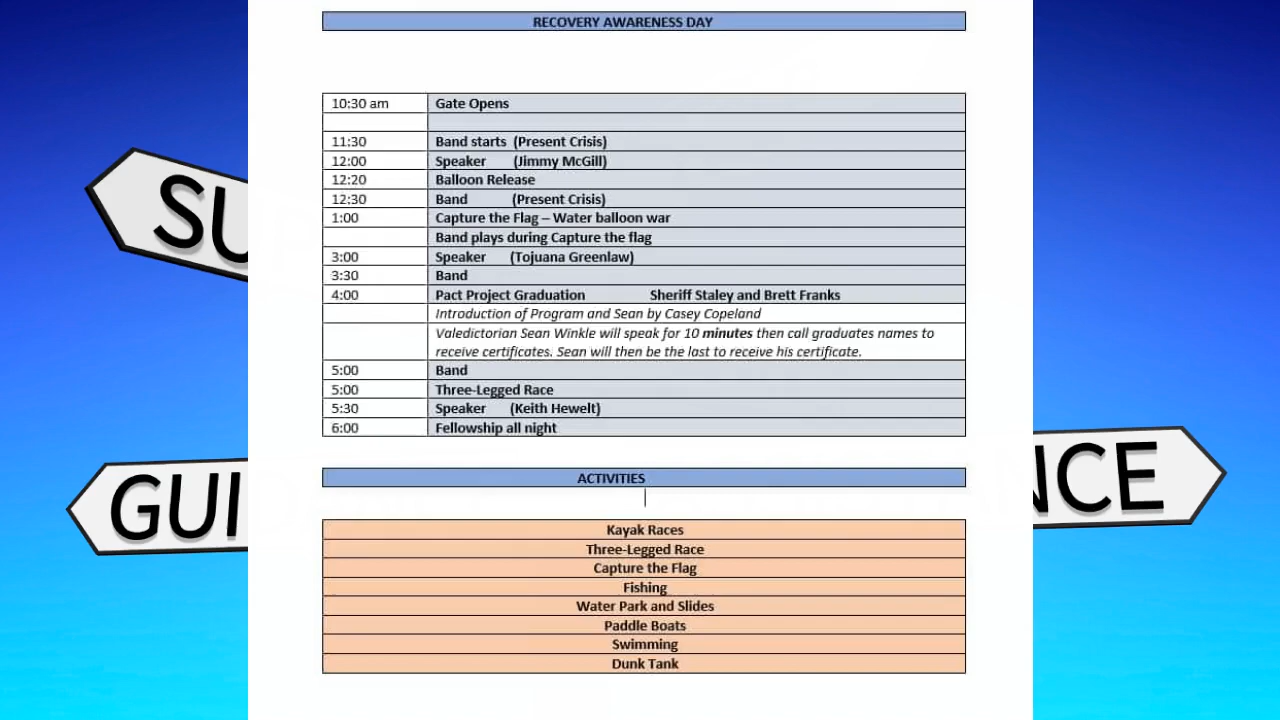 RECOVERY AWARENESS DAY
10:30 am Gate Opens
11:30 Band starts (Present Crisis)
12:00 Speaker (Jimmy McGill)
12:20 Balloon Release
12:30 Band (Present Crisis)
1:00 Capture the Flag – Water balloon war
Band plays during Capture the flag
3:00 Speaker (Tojuana Greenlaw)
3:30 Band
4:00 Pact Project Graduation Sheriff Staley and Brett Franks
Introduction of Program and Sean by Casey Copeland
Valedictorian Sean Winkle will speak for 10 minutes then call graduates names to
receive certificates. Sean will then be the last to receive his certificate.
5:00 Band
5:00 Three-Legged Race
5:30 Speaker (Keith Hewelt)
6:00 Fellowship all night
ACTIVITIES
Kayak Races
Three-Legged Race
Capture the Flag
Fishing
Water Park and Slides
Paddle Boats
Swimming
Dunk Tank
SU
GUI
NCE